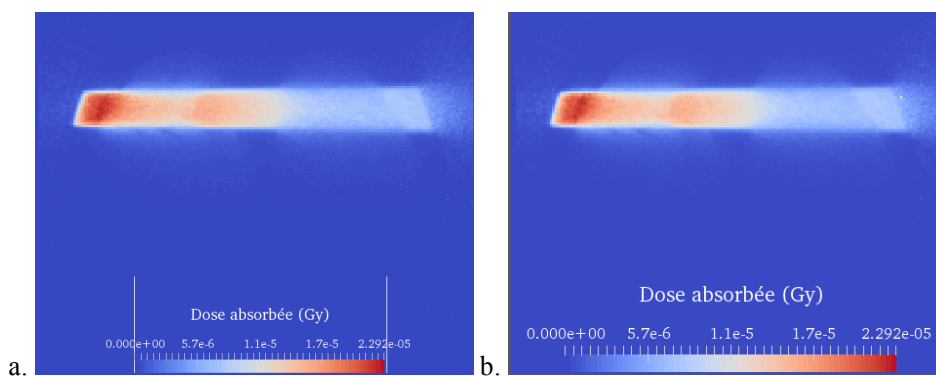 Dose absorbée (Gy)
0.000e+00 5.7e-6 1.1e-5 1.7e-5 2.292e-05
a.
Dose absorbée (Gy)
0.000e+00 5.7e-6 1.1e-5 1.7e-5 2.292e-05
b.